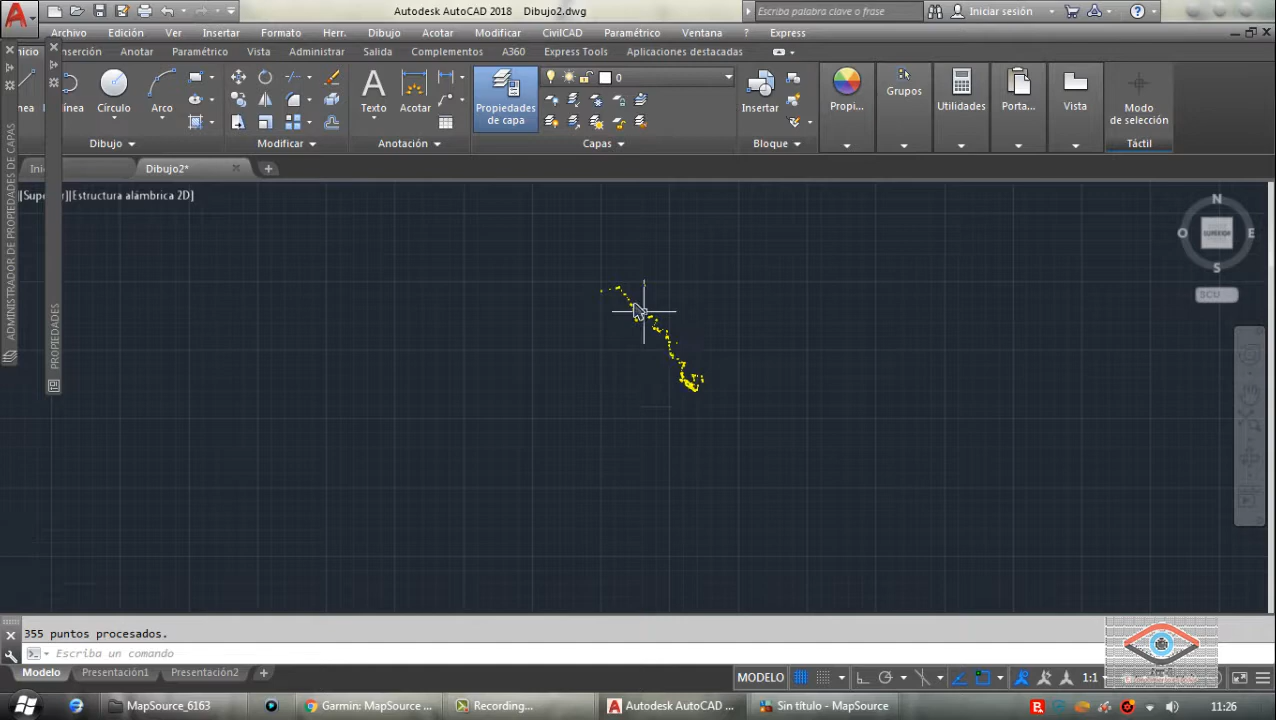 Autodesk AutoCAD 2018 Dibujo2.dwg
Escriba palabra clave o frase
Iniciar sesión
Archivo Edición Ver Insertar Formato Herr. Dibujo Acotar Modificar CivilCAD Paramétrico Ventana ? Express
Inicio Inserción Anotar Paramétrico Vista Administrar Salida Complementos A360 Express Tools Aplicaciones destacadas
0
Círculo Arco Texto Acotar Propiedades de capa Insertar Propi... Grupos Utilidades Porta... Vista Modo de selección
Dibujo Modificar Anotación Capas Bloque Táctil
Dibujo2*
Estructura alámbrica 2D]
N
O SUPERIOR E
S
SCU
ADMINISTRADOR DE PROPIEDADES DE CAPAS
PROPIEDADES
355 puntos procesados.
Escriba un comando
Modelo Presentación1 Presentación2
MODELO 1:1
MapSource_6163 Garmin: MapSource ... Recording... Autodesk AutoCAD ... Sin título - MapSource 11:26